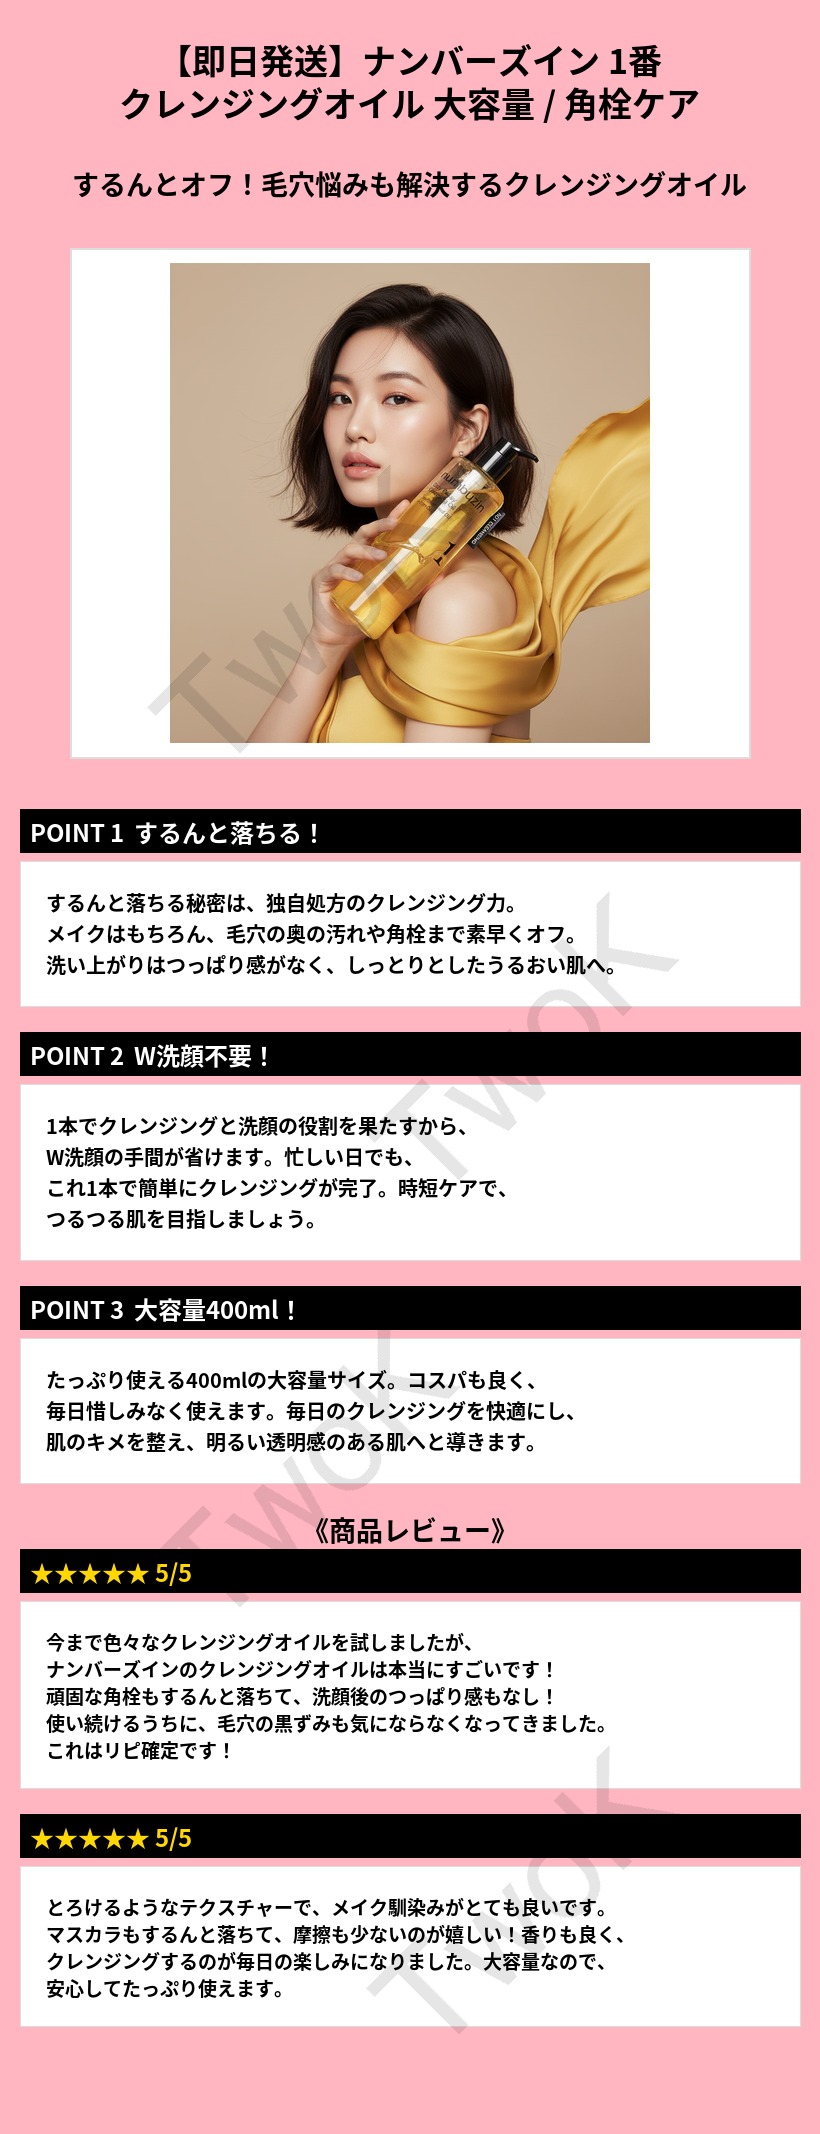 【即日発送】ナンバーズイン 1番
クレンジングオイル 大容量 / 角栓ケア
するんとオフ！毛穴悩みも解決するクレンジングオイル
numbuzin
1
TwoK
POINT 1 するんと落ちる！
するんと落ちる秘密は、独自処方のクレンジング力。
メイクはもちろん、毛穴の奥の汚れや角栓まで素早くオフ。
洗い上がりはつっぱり感がなく、しっとりとしたうるおい肌へ。
TwoK
POINT 2 W洗顔不要！
1本でクレンジングと洗顔の役割を果たすから、
W洗顔の手間が省けます。忙しい日でも、
これ1本で簡単にクレンジングが完了。時短ケアで、
つるつる肌を目指しましょう。
POINT 3 大容量400ml！
たっぷり使える400mlの大容量サイズ。コスパも良く、
毎日惜しみなく使えます。毎日のクレンジングを快適にし、
肌のキメを整え、明るい透明感のある肌へと導きます。
TwoK
《商品レビュー》
★★★★★ 5/5
今まで色々なクレンジングオイルを試しましたが、
ナンバーズインのクレンジングオイルは本当にすごいです！
頑固な角栓もするんと落ちて、洗顔後のつっぱり感もなし！
使い続けるうちに、毛穴の黒ずみも気にならなくなってきました。
これはリピ確定です！
★★★★★ 5/5
とろけるようなテクスチャーで、メイク馴染みがとても良いです。
マスカラもするんと落ちて、摩擦も少ないのが嬉しい！香りも良く、
クレンジングするのが毎日の楽しみになりました。大容量なので、
安心してたっぷり使えます。
TwoK